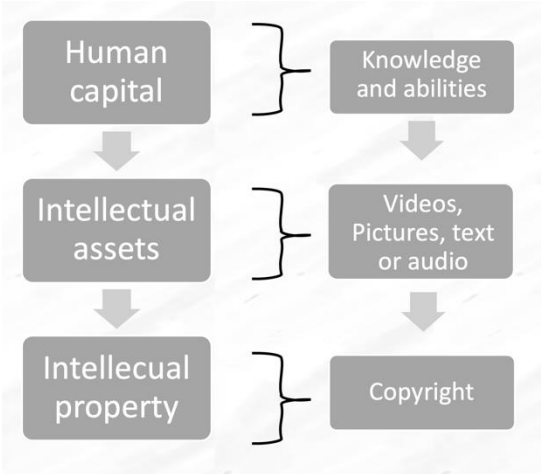 Human
capital
Knowledge
and abilities
Intellectual
assets
Videos,
Pictures, text
or audio
Intellecual
property
Copyright